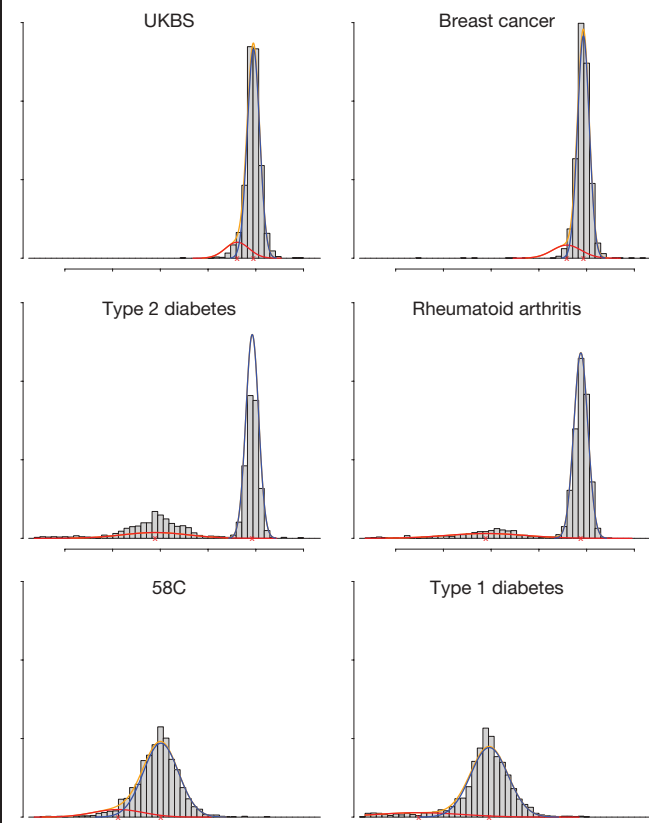 UKBS
Breast cancer
Type 2 diabetes
Rheumatoid arthritis
58C
Type 1 diabetes